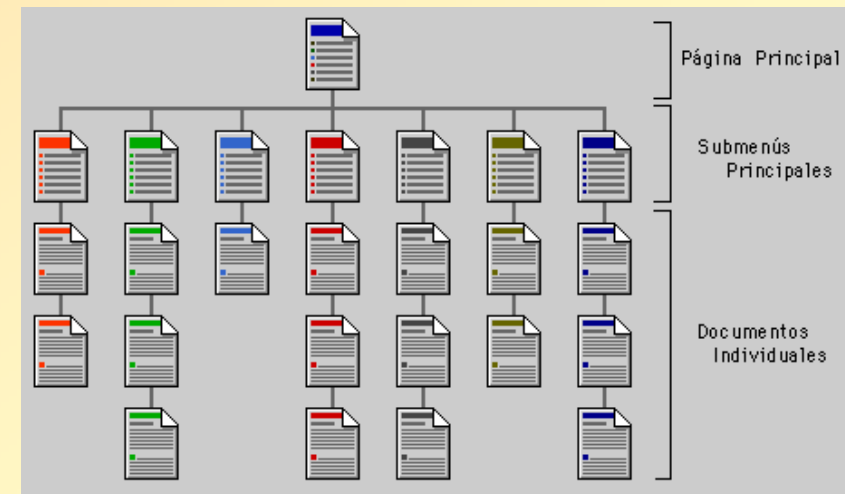 Página Principal
Submenús
Principales
Documentos
Individuales